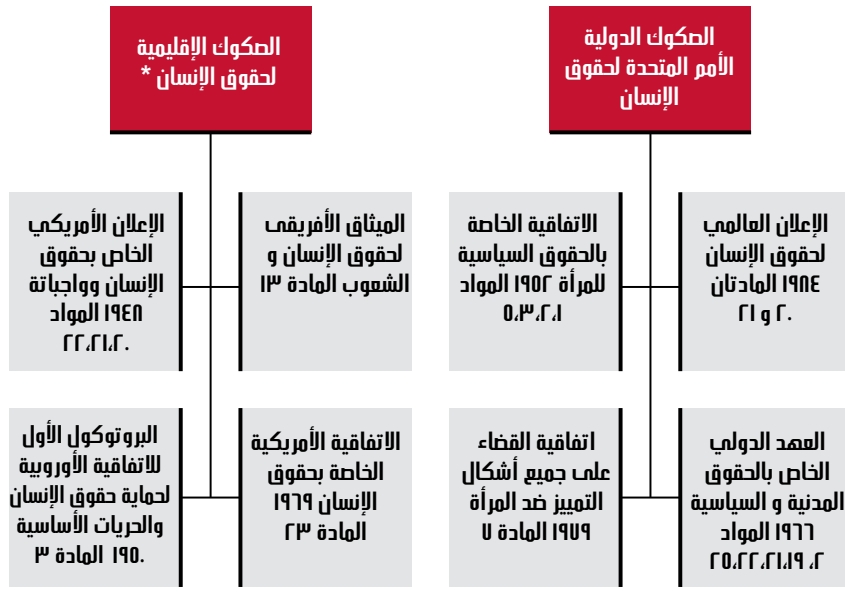 الصكوك الدولية
الأمم المتحدة لحقوق
الإنسان
الإعلان العالمي
لحقوق الإنسان
١٩٨٤ المادتان
٢٠ و ٢١
الاتفاقية الخاصة
بالحقوق السياسية
للمرأة ١٩٥٢ المواد
١،٢،٣،٥
العهد الدولي
الخاص بالحقوق
المدنية و السياسية
١٩٦٦ المواد
٢، ١٩،٢١،٢٢،٢٥
اتفاقية القضاء
على جميع أشكال
التمييز ضد المرأة
١٩٧٩ المادة ٧
الصكوك الإقليمية
لحقوق الإنسان *
الميثاق الأفريقى
لحقوق الإنسان و
الشعوب المادة ١٣
الإعلان الأمريكي
الخاص بحقوق
الإنسان وواجباتة
١٩٤٨ المواد
٢٠،٢١،٢٢
الاتفاقية الأمريكية
الخاصة بحقوق
الإنسان ١٩٦٩
المادة ٢٣
البروتوكول الأول
للاتفاقية الأوروبية
لحماية حقوق الإنسان
والحريات الأساسية
١٩٥٠ المادة ٣